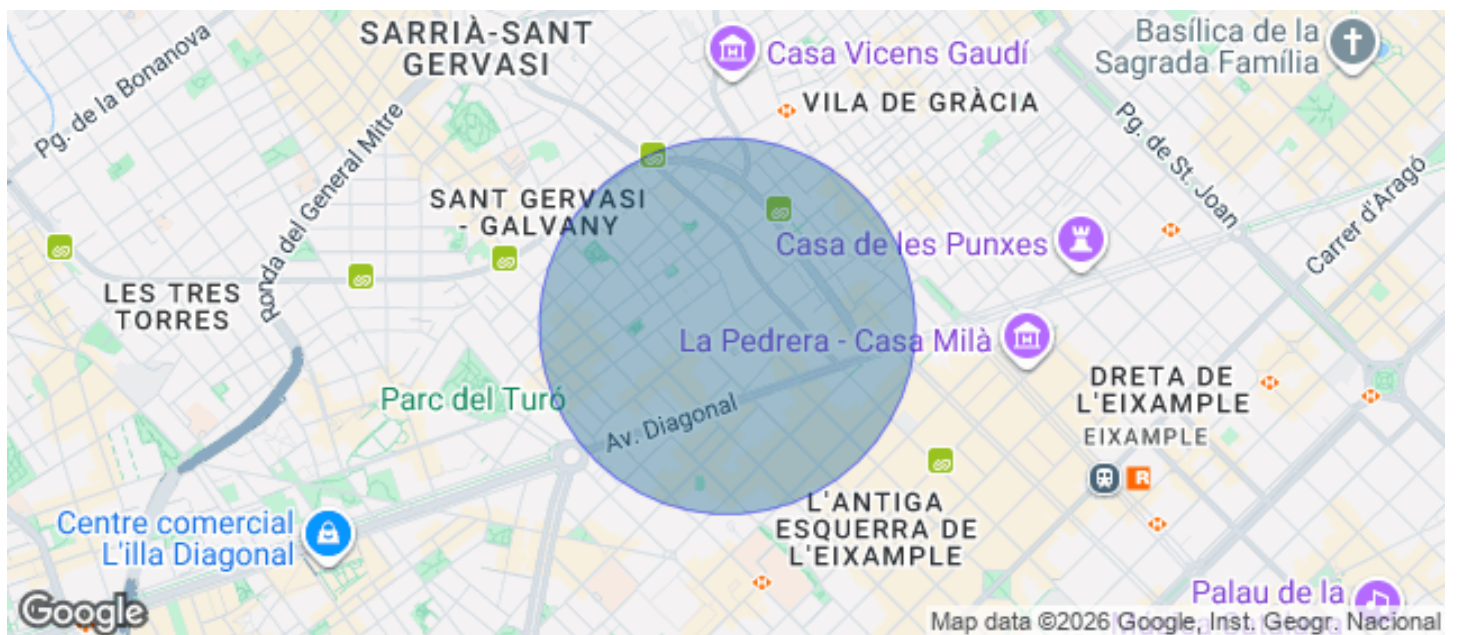 SARRIÀ-SANT
GERVASI
Casa Vicens Gaudí
Basílica de la
Sagrada Família
Pg. de la Bonanova
VILA DE GRÀCIA
Ronda del General Mitre
Pg. de St. Joan
Carrer d'Aragó
SANT GERVASI
- GALVANY
Casa de les Punxes
LES TRES
TORRES
La Pedrera - Casa Milà
Parc del Turó
Av. Diagonal
DRETA DE
L'EIXAMPLE
EIXAMPLE
R
L'ANTIGA
ESQUERRA DE
L'EIXAMPLE
Centre comercial
L'illa Diagonal
Palau de la
Google
Map data ©2026 Google, Inst. Geogr. Nacional